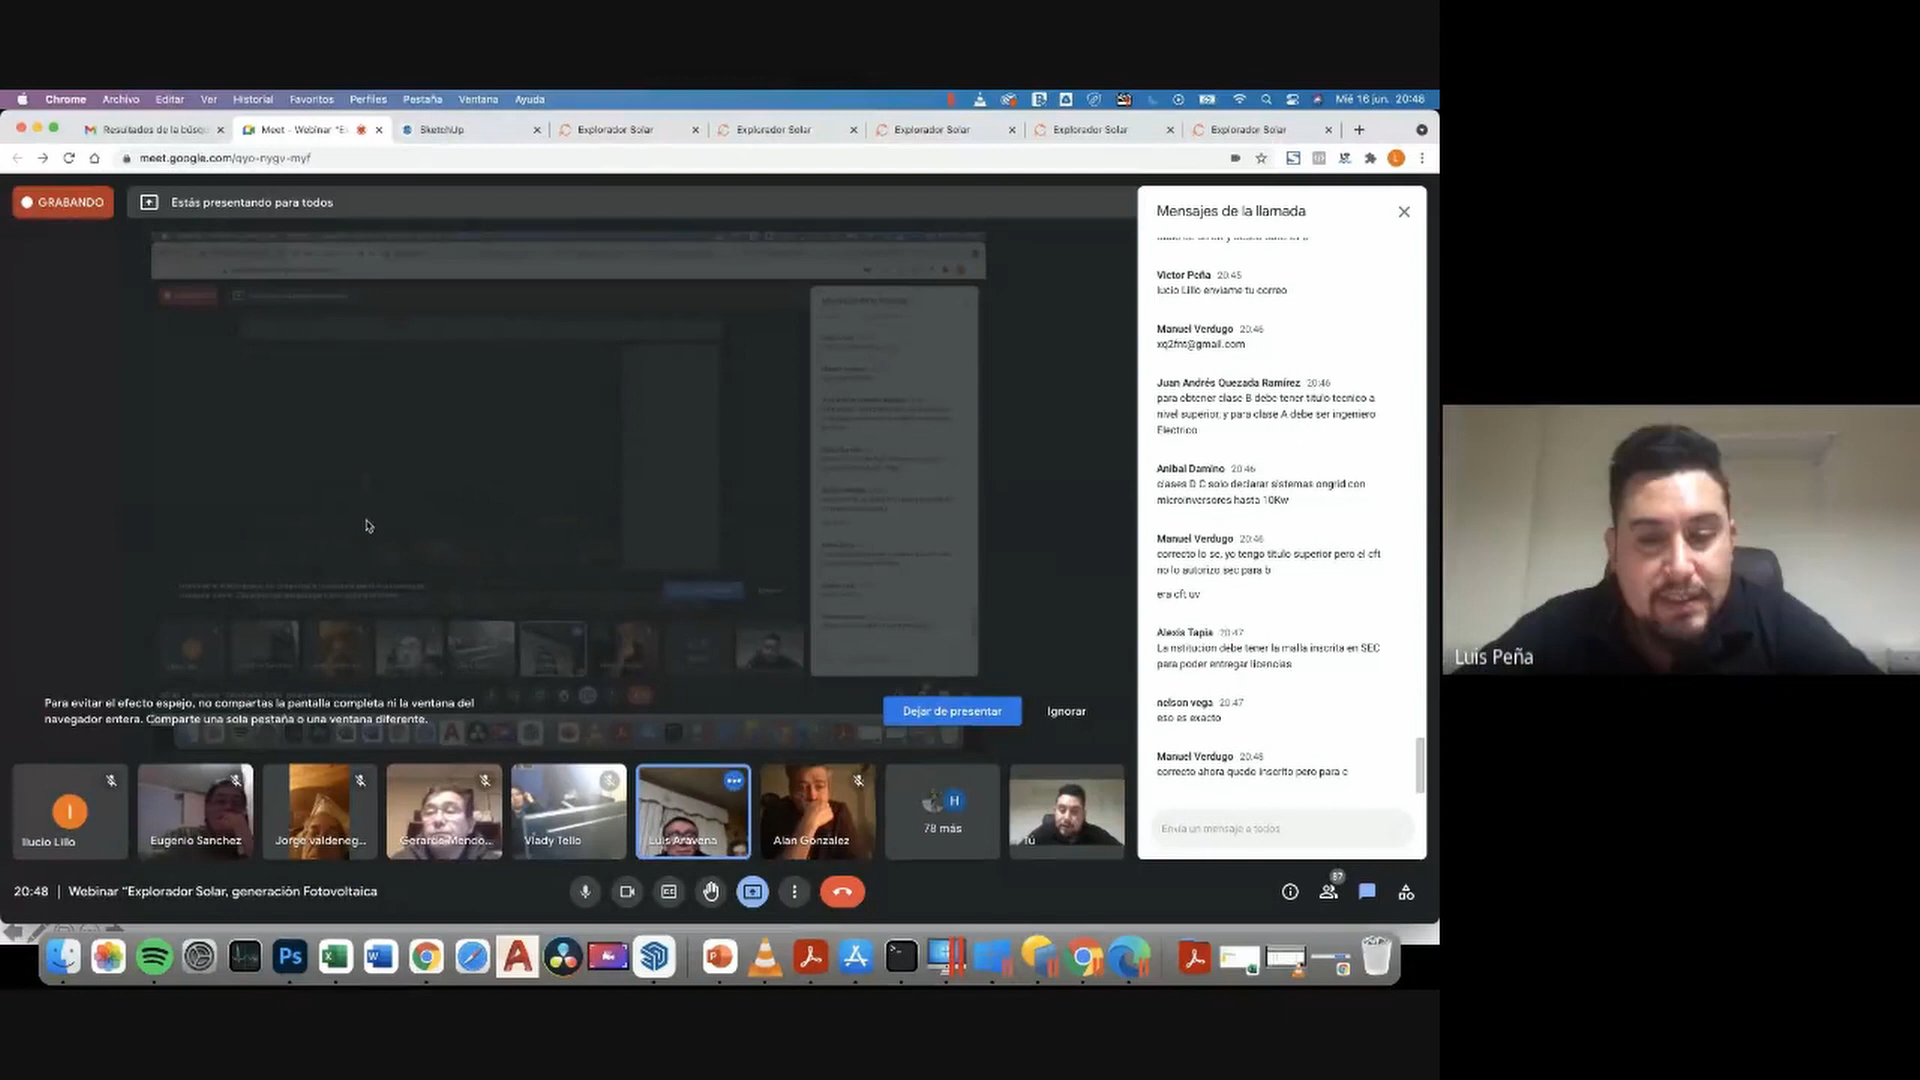 Chrome Archivo Editar Ver Historial Favoritos Perfiles Pestaña Ventana Ayuda
Mié 16 jun. 20:48
Resultados de la búsq
Meet - Webinar "E
SketchUp
Explorador Solar
Explorador Solar
Explorador Solar
Explorador Solar
Explorador Solar
meet.google.com/qyo-nygv-myf
L
GRABANDO
Estás presentando para todos
Mensajes de la llamada
Victor Peña 20:45
lucio Lillo enviame tu correo
Manuel Verdugo 20:46
xq2fnt@gmail.com
Juan Andrés Quezada Ramírez 20:46
para obtener clase B debe tener titulo tecnico a
nivel superior, y para clase A debe ser ingeniero
Electrico
Anibal Damino 20:46
clases D C solo declarar sistemas ongrid con
microinversores hasta 10Kw
Manuel Verdugo 20:46
correcto lo se, yo tengo titulo superior pero el cft
no lo autorizo sec para b
era cft uv
Alexis Tapia 20:47
La nstitucion debe tener la malla inscrita en SEC
para poder entregar licencias
nelson vega 20:47
eso es exacto
Manuel Verdugo 20:48
correcto ahora quedo inscrito pero para c
Envía un mensaje a todos
Para evitar el efecto espejo, no compartas la pantalla completa ni la ventana del
navegador entera. Comparte una sola pestaña o una ventana diferente.
Dejar de presentar
Ignorar
l
llucio Lillo
Eugenio Sanchez
Jorge valdeneg...
Gerardo Mendo...
Vlady Tello
Luis Aravena
Alan Gonzalez
H
78 más
Tú
20:48 | Webinar "Explorador Solar, generación Fotovoltaica
87
Ps
Luis Peña